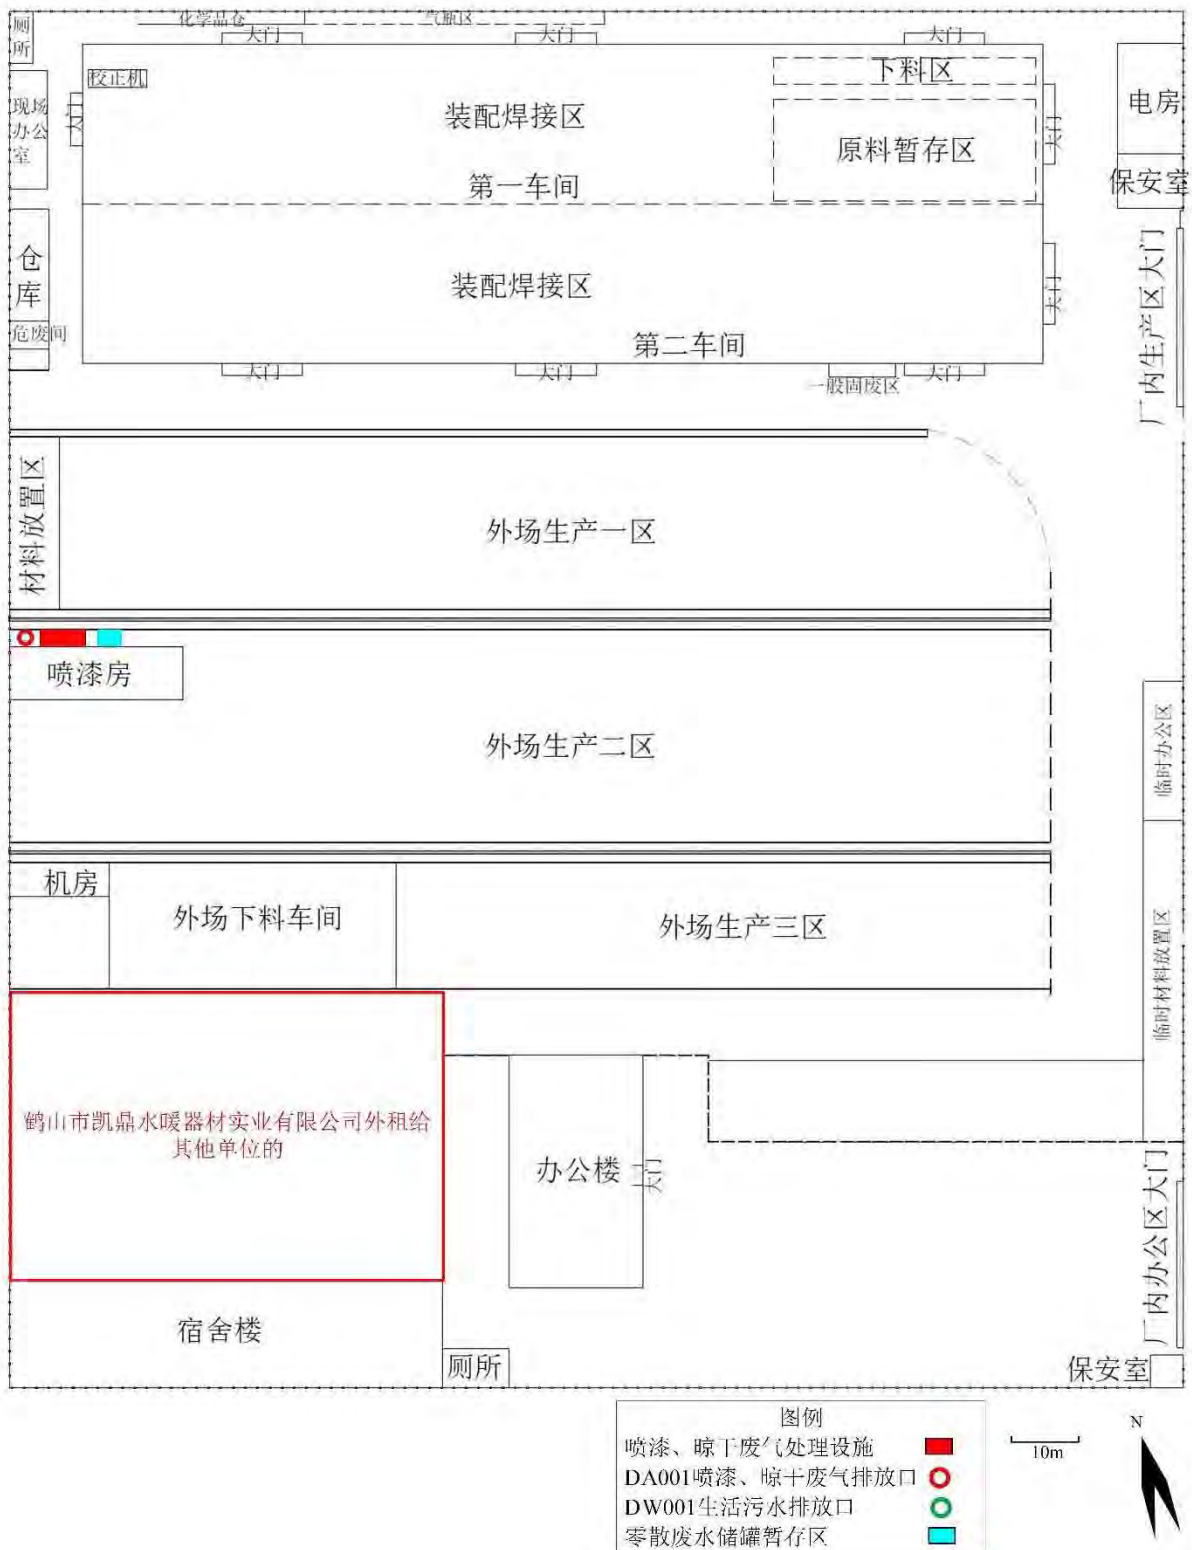 厕
所
化学品仓
气瓶区
大门
大门
大门
校正机
下料区
现场
办公
室
大门
装配焊接区
原料暂存区
大门
电房
第一车间
保安室
仓
库
装配焊接区
大门
厂内生产区大门
危废间
第二车间
大门
大门
一般固废区
大门
材料放置区
外场生产一区
喷漆房
外场生产二区
临时办公区
机房
外场下料车间
外场生产三区
临时材料放置区
鹤山市凯鼎水暖器材实业有限公司外租给
其他单位的
办公楼
大门
厂内办公区大门
宿舍楼
厕所
保安室
图例
喷漆、晾干废气处理设施
DA001喷漆、晾干废气排放口
DW001生活污水排放口
零散废水储罐暂存区
10m
N